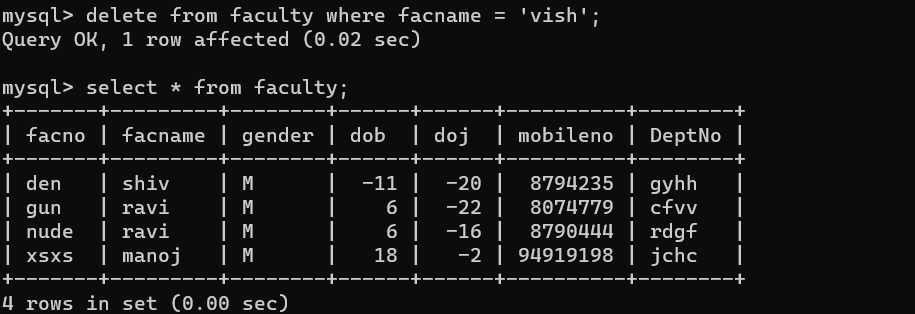 mysql> delete from faculty where facname = 'vish';
Query OK, 1 row affected (0.02 sec)
mysql> select * from faculty;
+-------+---------+--------+------+------+----------+--------+
| facno | facname | gender | dob  | doj  | mobileno | DeptNo |
+-------+---------+--------+------+------+----------+--------+
| den   | shiv    | M      |  -11 |  -20 |  8794235 | gyhh   |
| gun   | ravi    | M      |    6 |  -22 |  8074779 | cfvv   |
| nude  | ravi    | M      |    6 |  -16 |  8790444 | rdgf   |
| xsxs  | manoj   | M      |   18 |   -2 | 94919198 | jchc   |
+-------+---------+--------+------+------+----------+--------+
4 rows in set (0.00 sec)